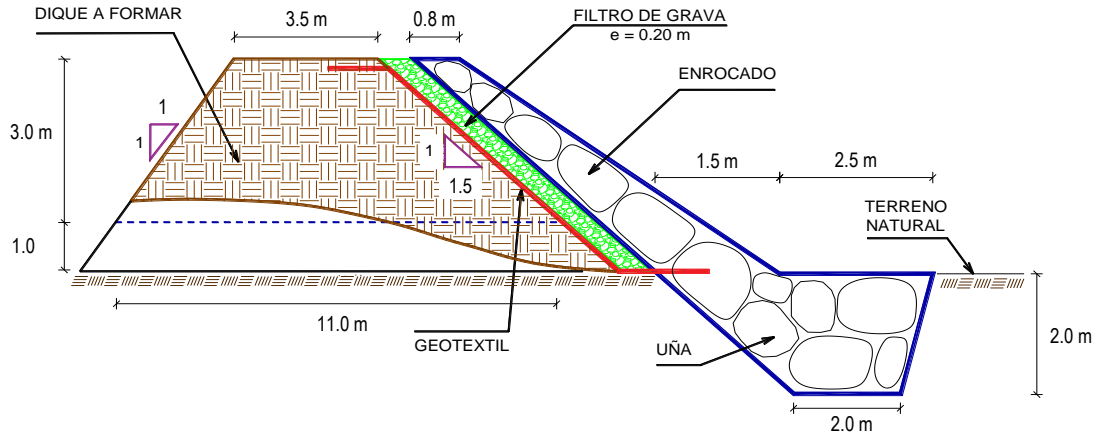 DIQUE A FORMAR
3.5 m
0.8 m
FILTRO DE GRAVA
e = 0.20 m
ENROCADO
1
1
3.0 m
1
1.5
1.5 m
2.5 m
TERRENO
NATURAL
1.0
11.0 m
GEOTEXTIL
UÑA
2.0 m
2.0 m